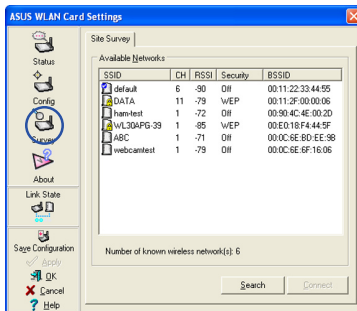 ASUS WLAN Card Settings
Status
Config
Survey
About
Link State
Save Configuration
Apply
OK
Cancel
Help
Site Survey
Available Networks
SSID CH RSSI Security BSSID
default 6 -90 Off 00:11:22:33:44:55
DATA 11 -79 WEP 00:11:2F:00:00:06
ham-test 1 -72 Off 00:90:4C:4E:00:2D
WL30APG-39 1 -85 WEP 00:E0:18:F4:44:5F
ABC 1 -71 Off 00:0C:6E:BD:EE:9B
webcamtest 1 -79 Off 00:0C:6E:6F:16:06
Number of known wireless network(s): 6
Search Connect